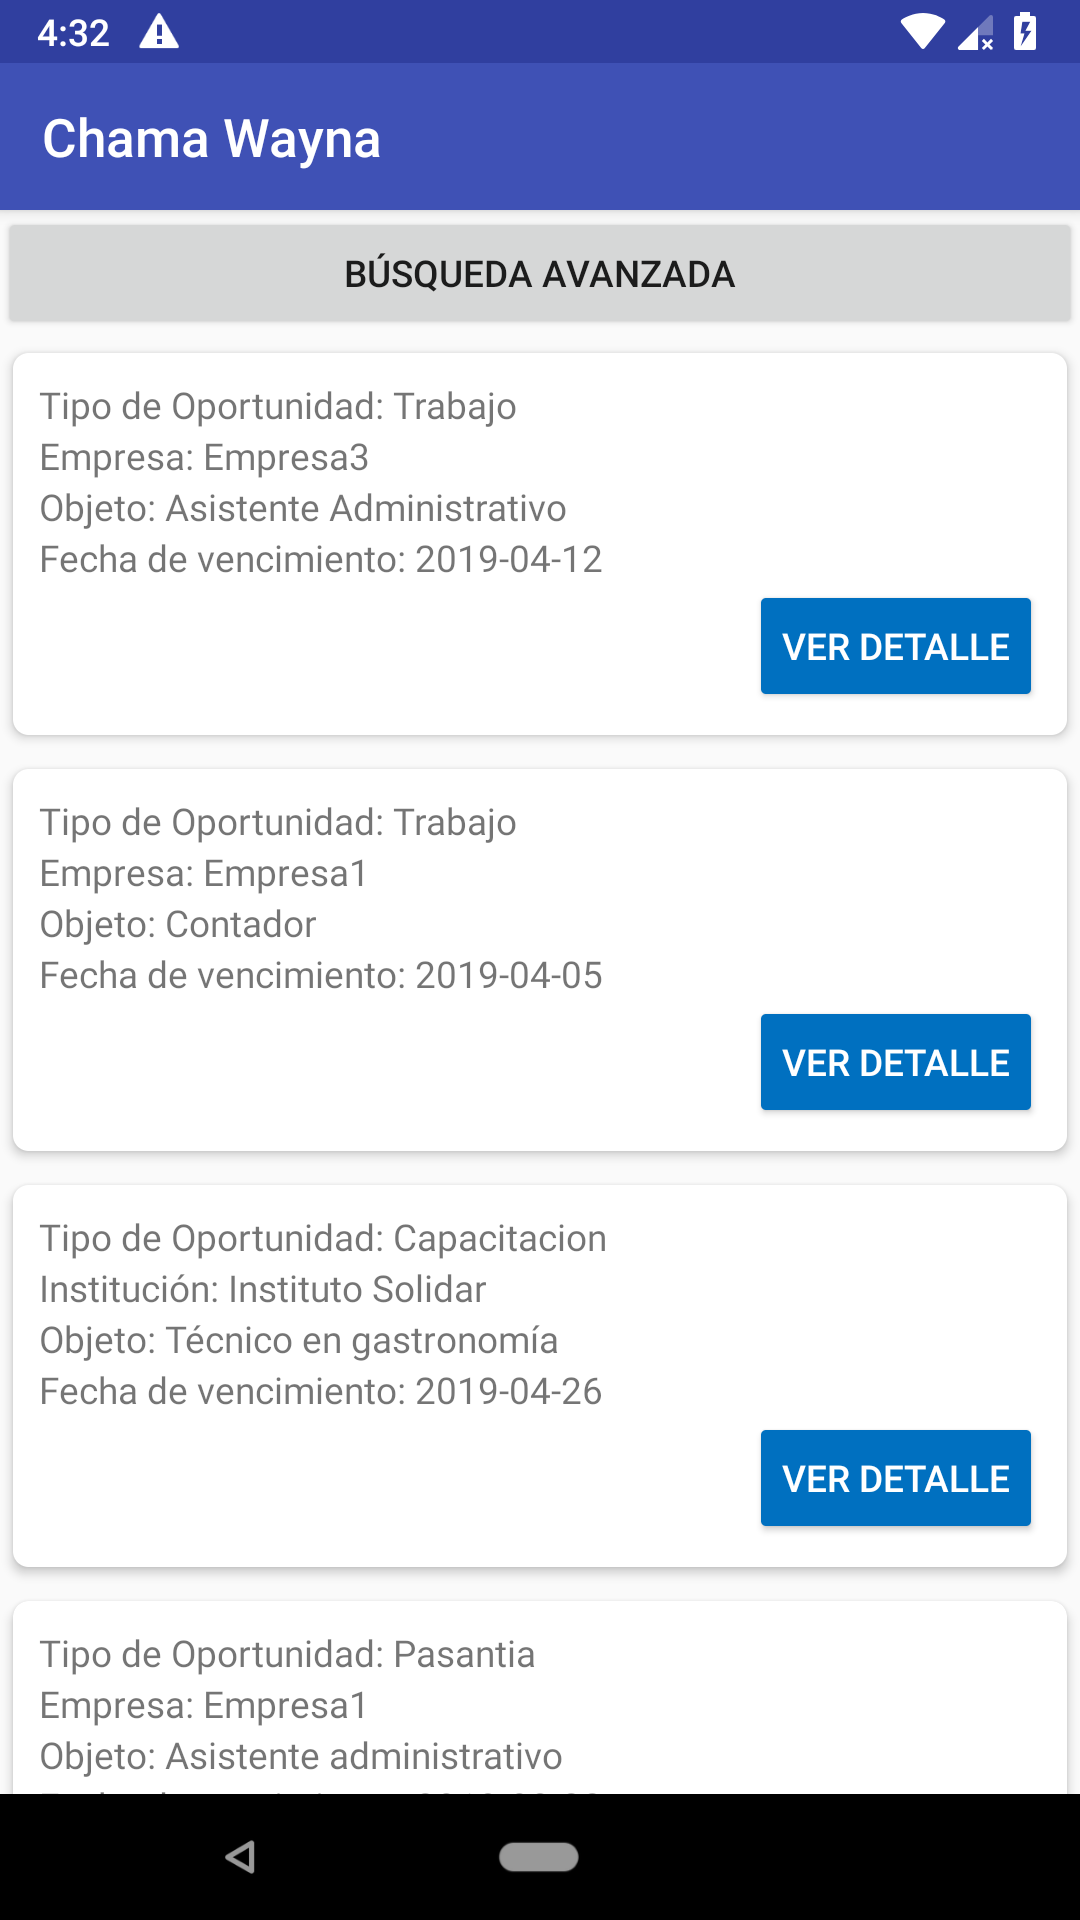 4:32
Chama Wayna
BÚSQUEDA AVANZADA
Tipo de Oportunidad: Trabajo
Empresa: Empresa3
Objeto: Asistente Administrativo
Fecha de vencimiento: 2019-04-12
VER DETALLE
Tipo de Oportunidad: Trabajo
Empresa: Empresa1
Objeto: Contador
Fecha de vencimiento: 2019-04-05
VER DETALLE
Tipo de Oportunidad: Capacitacion
Institución: Instituto Solidar
Objeto: Técnico en gastronomía
Fecha de vencimiento: 2019-04-26
VER DETALLE
Tipo de Oportunidad: Pasantia
Empresa: Empresa1
Objeto: Asistente administrativo